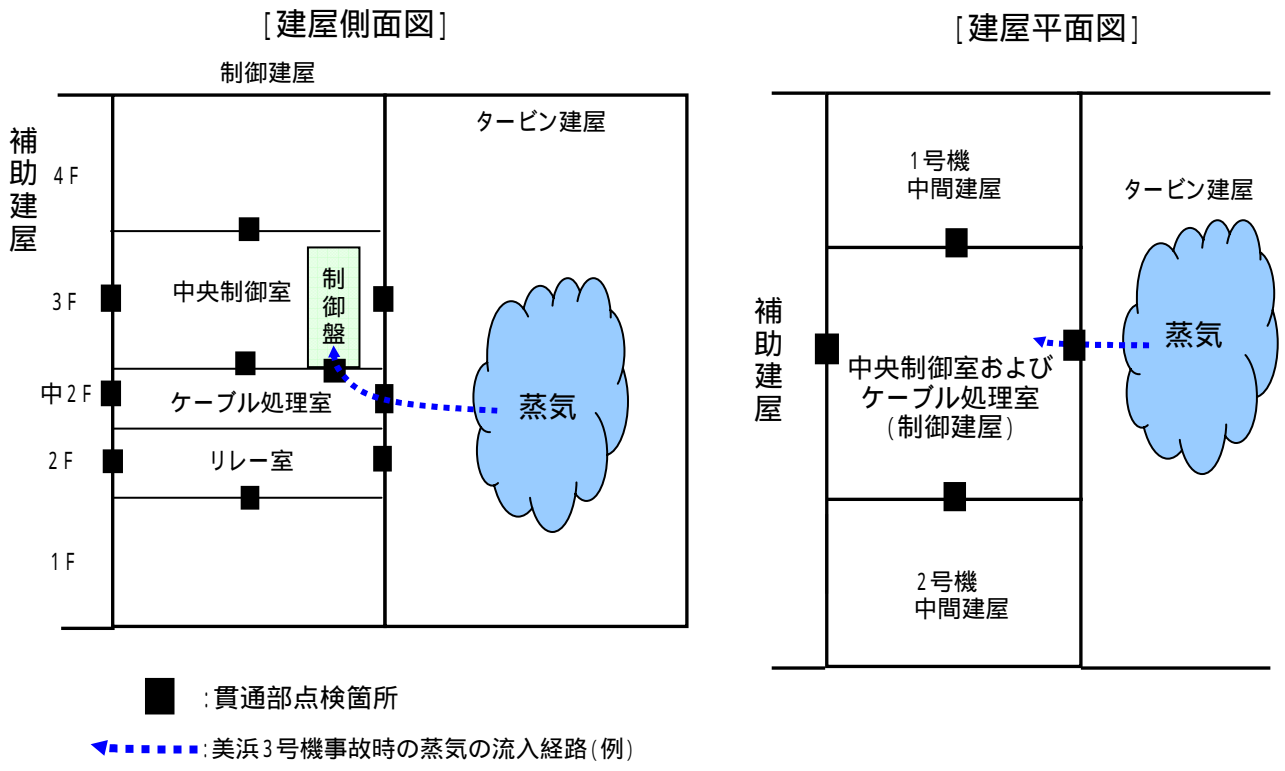 [建屋側面図]
制御建屋
タービン建屋
補助建屋
4F
3F
中2F
2F
1F
中央制御室
制御盤
ケーブル処理室
リレー室
蒸気
[建屋平面図]
1号機
中間建屋
タービン建屋
補助建屋
蒸気
中央制御室および
ケーブル処理室
(制御建屋)
2号機
中間建屋
:貫通部点検箇所
:美浜3号機事故時の蒸気の流入経路(例)